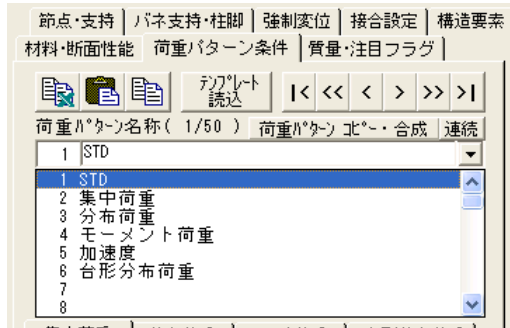 節点・支持 バネ支持・柱脚 強制変位 接合設定 構造要素
材料・断面性能 荷重パターン条件 質量・注目フラグ
ﾃﾝﾌﾟﾚｰﾄ
読込
|< << < > >> >|
荷重ﾊﾟﾀｰﾝ名称( 1/50 ) 荷重ﾊﾟﾀｰﾝ ｺﾋﾟｰ・合成 連続
1 STD
1 STD
2 集中荷重
3 分布荷重
4 モーメント荷重
5 加速度
6 台形分布荷重
7
8